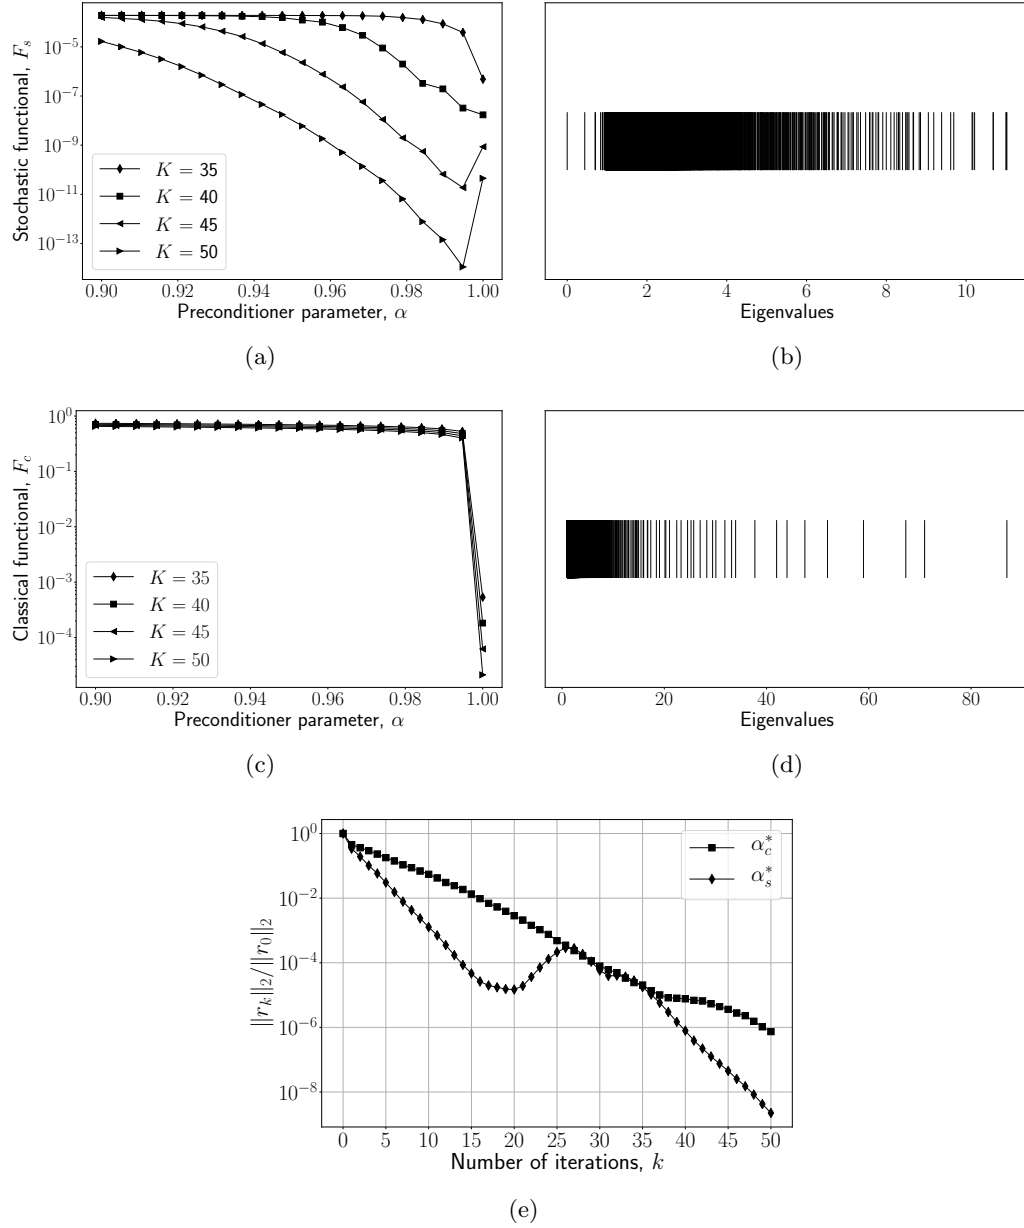 Stochastic functional, F_s
10^{-5}
10^{-7}
10^{-9}
10^{-11}
10^{-13}
K = 35
K = 40
K = 45
K = 50
0.90 0.92 0.94 0.96 0.98 1.00
Preconditioner parameter, α
(a)
0 2 4 6 8 10
Eigenvalues
(b)
Classical functional, F_c
10^0
10^{-1}
10^{-2}
10^{-3}
10^{-4}
K = 35
K = 40
K = 45
K = 50
0.90 0.92 0.94 0.96 0.98 1.00
Preconditioner parameter, α
(c)
0 20 40 60 80
Eigenvalues
(d)
||r_k||_2/||r_0||_2
10^0
10^{-2}
10^{-4}
10^{-6}
10^{-8}
α_c^*
α_s^*
0 5 10 15 20 25 30 35 40 45 50
Number of iterations, k
(e)